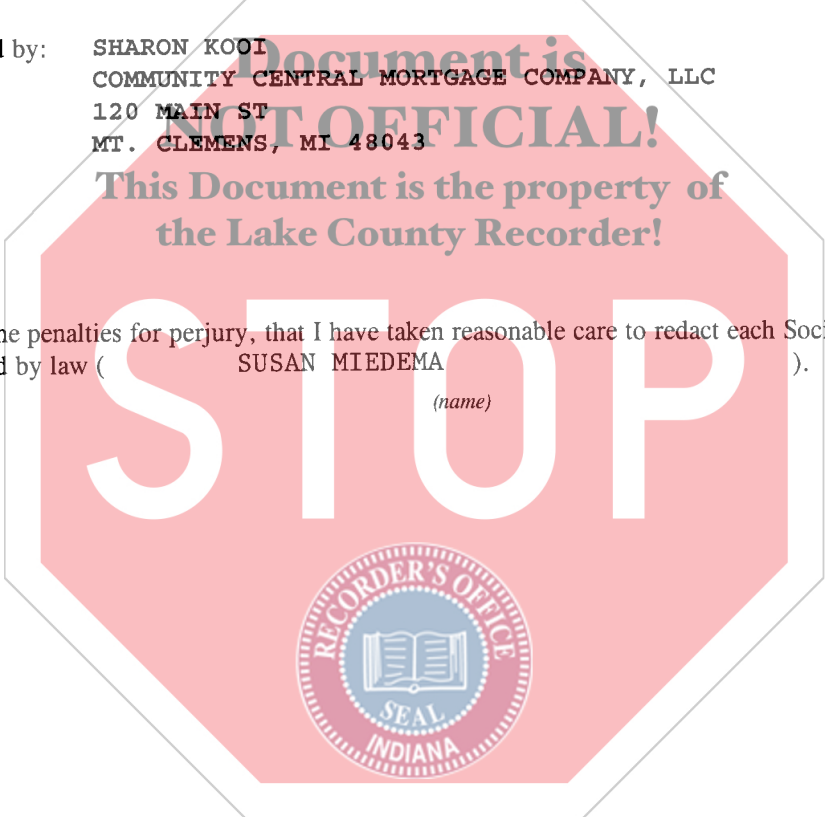 d by: SHARON KOOI
COMMUNITY CENTRAL MORTGAGE COMPANY, LLC
120 MAIN ST
MT. CLEMENS, MI 48043
Document is
NOT OFFICIAL!
This Document is the property of
the Lake County Recorder!
he penalties for perjury, that I have taken reasonable care to redact each Soci
d by law ( SUSAN MIEDEMA ).
(name)
STOP
RECORDER'S OFFICE
SEAL
INDIANA